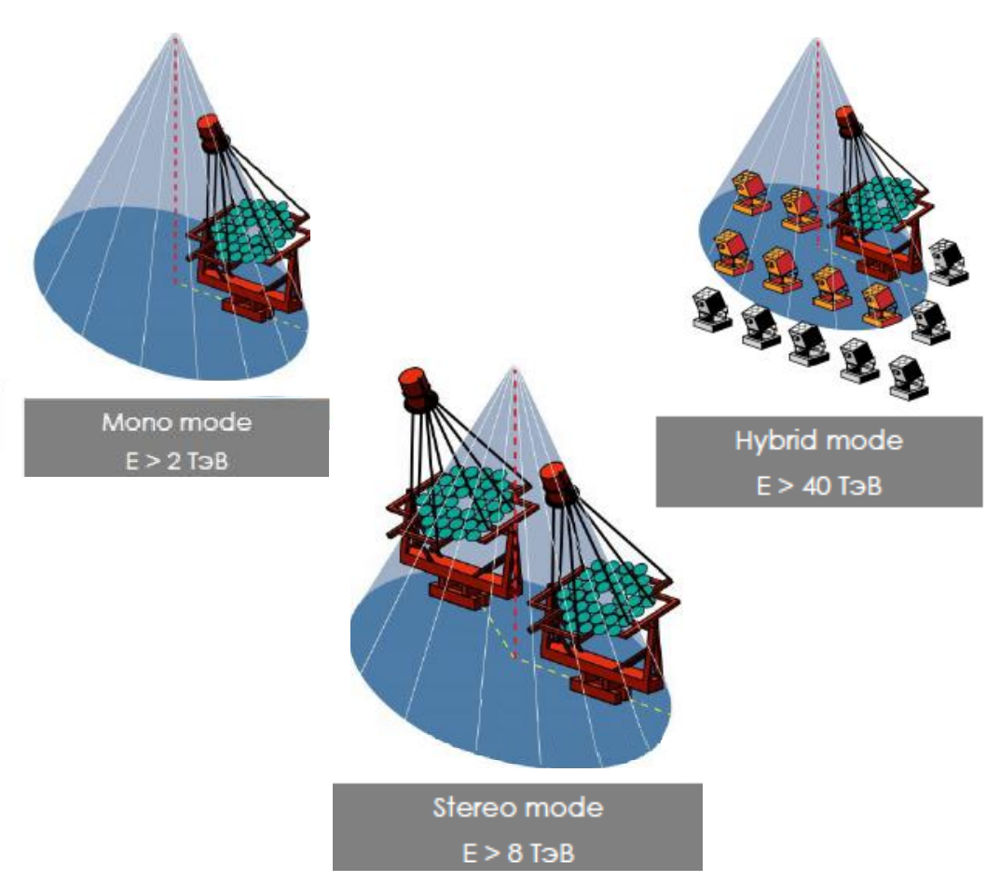 Mono mode
E > 2 ТэВ
Hybrid mode
E > 40 ТэВ
Stereo mode
E > 8 ТэВ